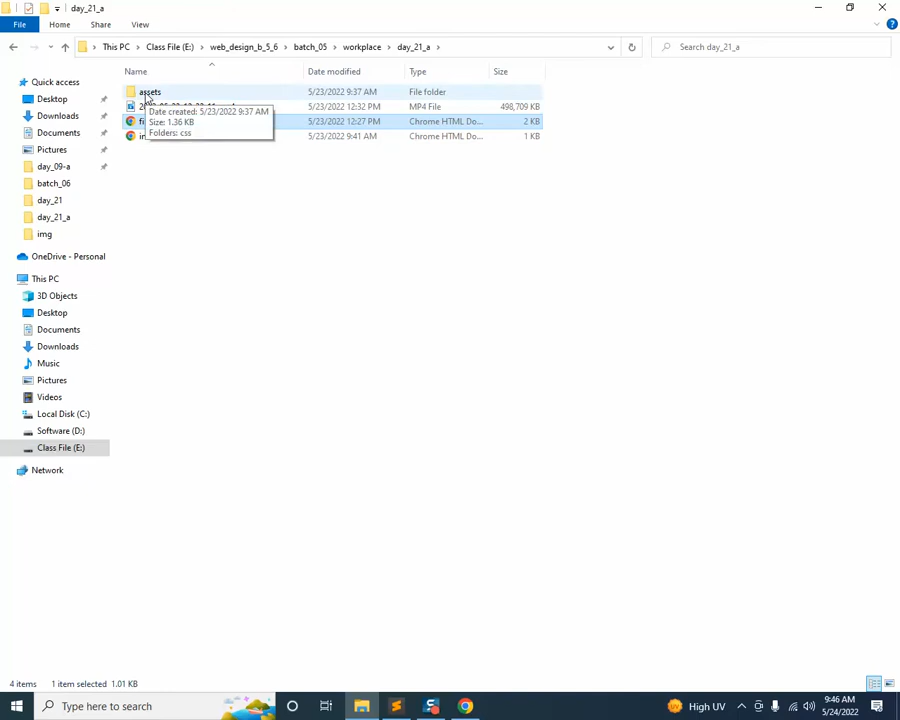 day_21_a
File Home Share View
This PC > Class File (E:) > web_design_b_5_6 > batch_05 > workplace > day_21_a >
Search day_21_a
Name Date modified Type Size
assets 5/23/2022 9:37 AM File folder
5/23/2022 12:32 PM MP4 File 498,709 KB
5/23/2022 12:27 PM Chrome HTML Do... 2 KB
5/23/2022 9:41 AM Chrome HTML Do... 1 KB
Date created: 5/23/2022 9:37 AM
Size: 1.36 KB
Folders: css
Quick access
Desktop
Downloads
Documents
Pictures
day_09-a
batch_06
day_21
day_21_a
img
OneDrive - Personal
This PC
3D Objects
Desktop
Documents
Downloads
Music
Pictures
Videos
Local Disk (C:)
Software (D:)
Class File (E:)
Network
4 items 1 item selected 1.01 KB
Type here to search
High UV
9:46 AM
5/24/2022